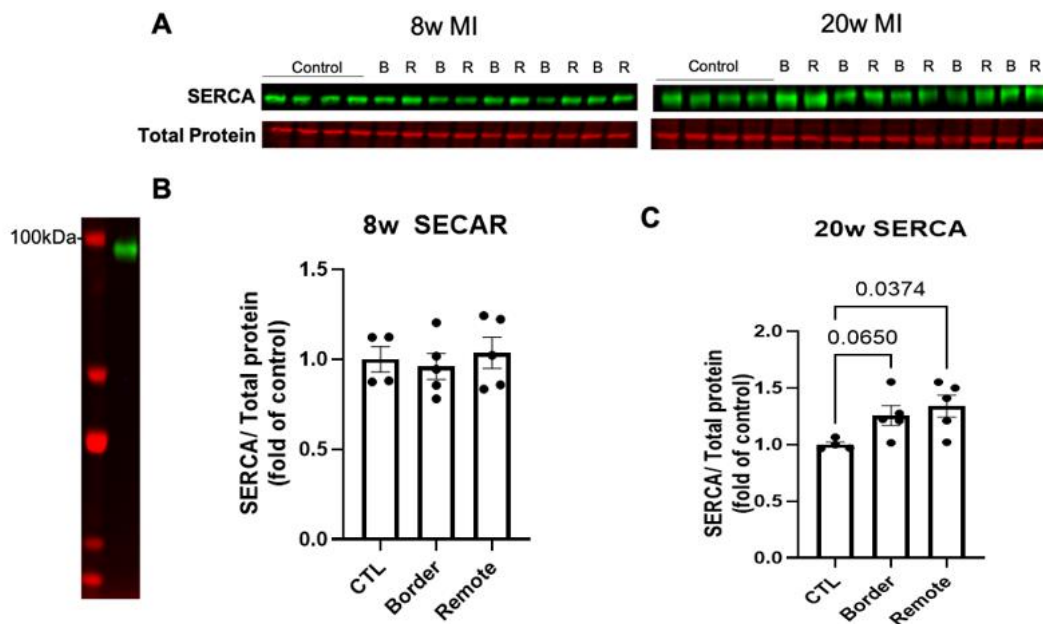 A
8w MI
20w MI
Control B R B R B R B R B R
Control B R B R B R B R B R
SERCA
Total Protein
B
100kDa
8w SECAR
SERCA/ Total protein
(fold of control)
1.5
1.0
0.5
0.0
CTL
Border
Remote
C
20w SERCA
0.0374
0.0650
SERCA/ Total protein
(fold of control)
2.0
1.5
1.0
0.5
0.0
CTL
Border
Remote